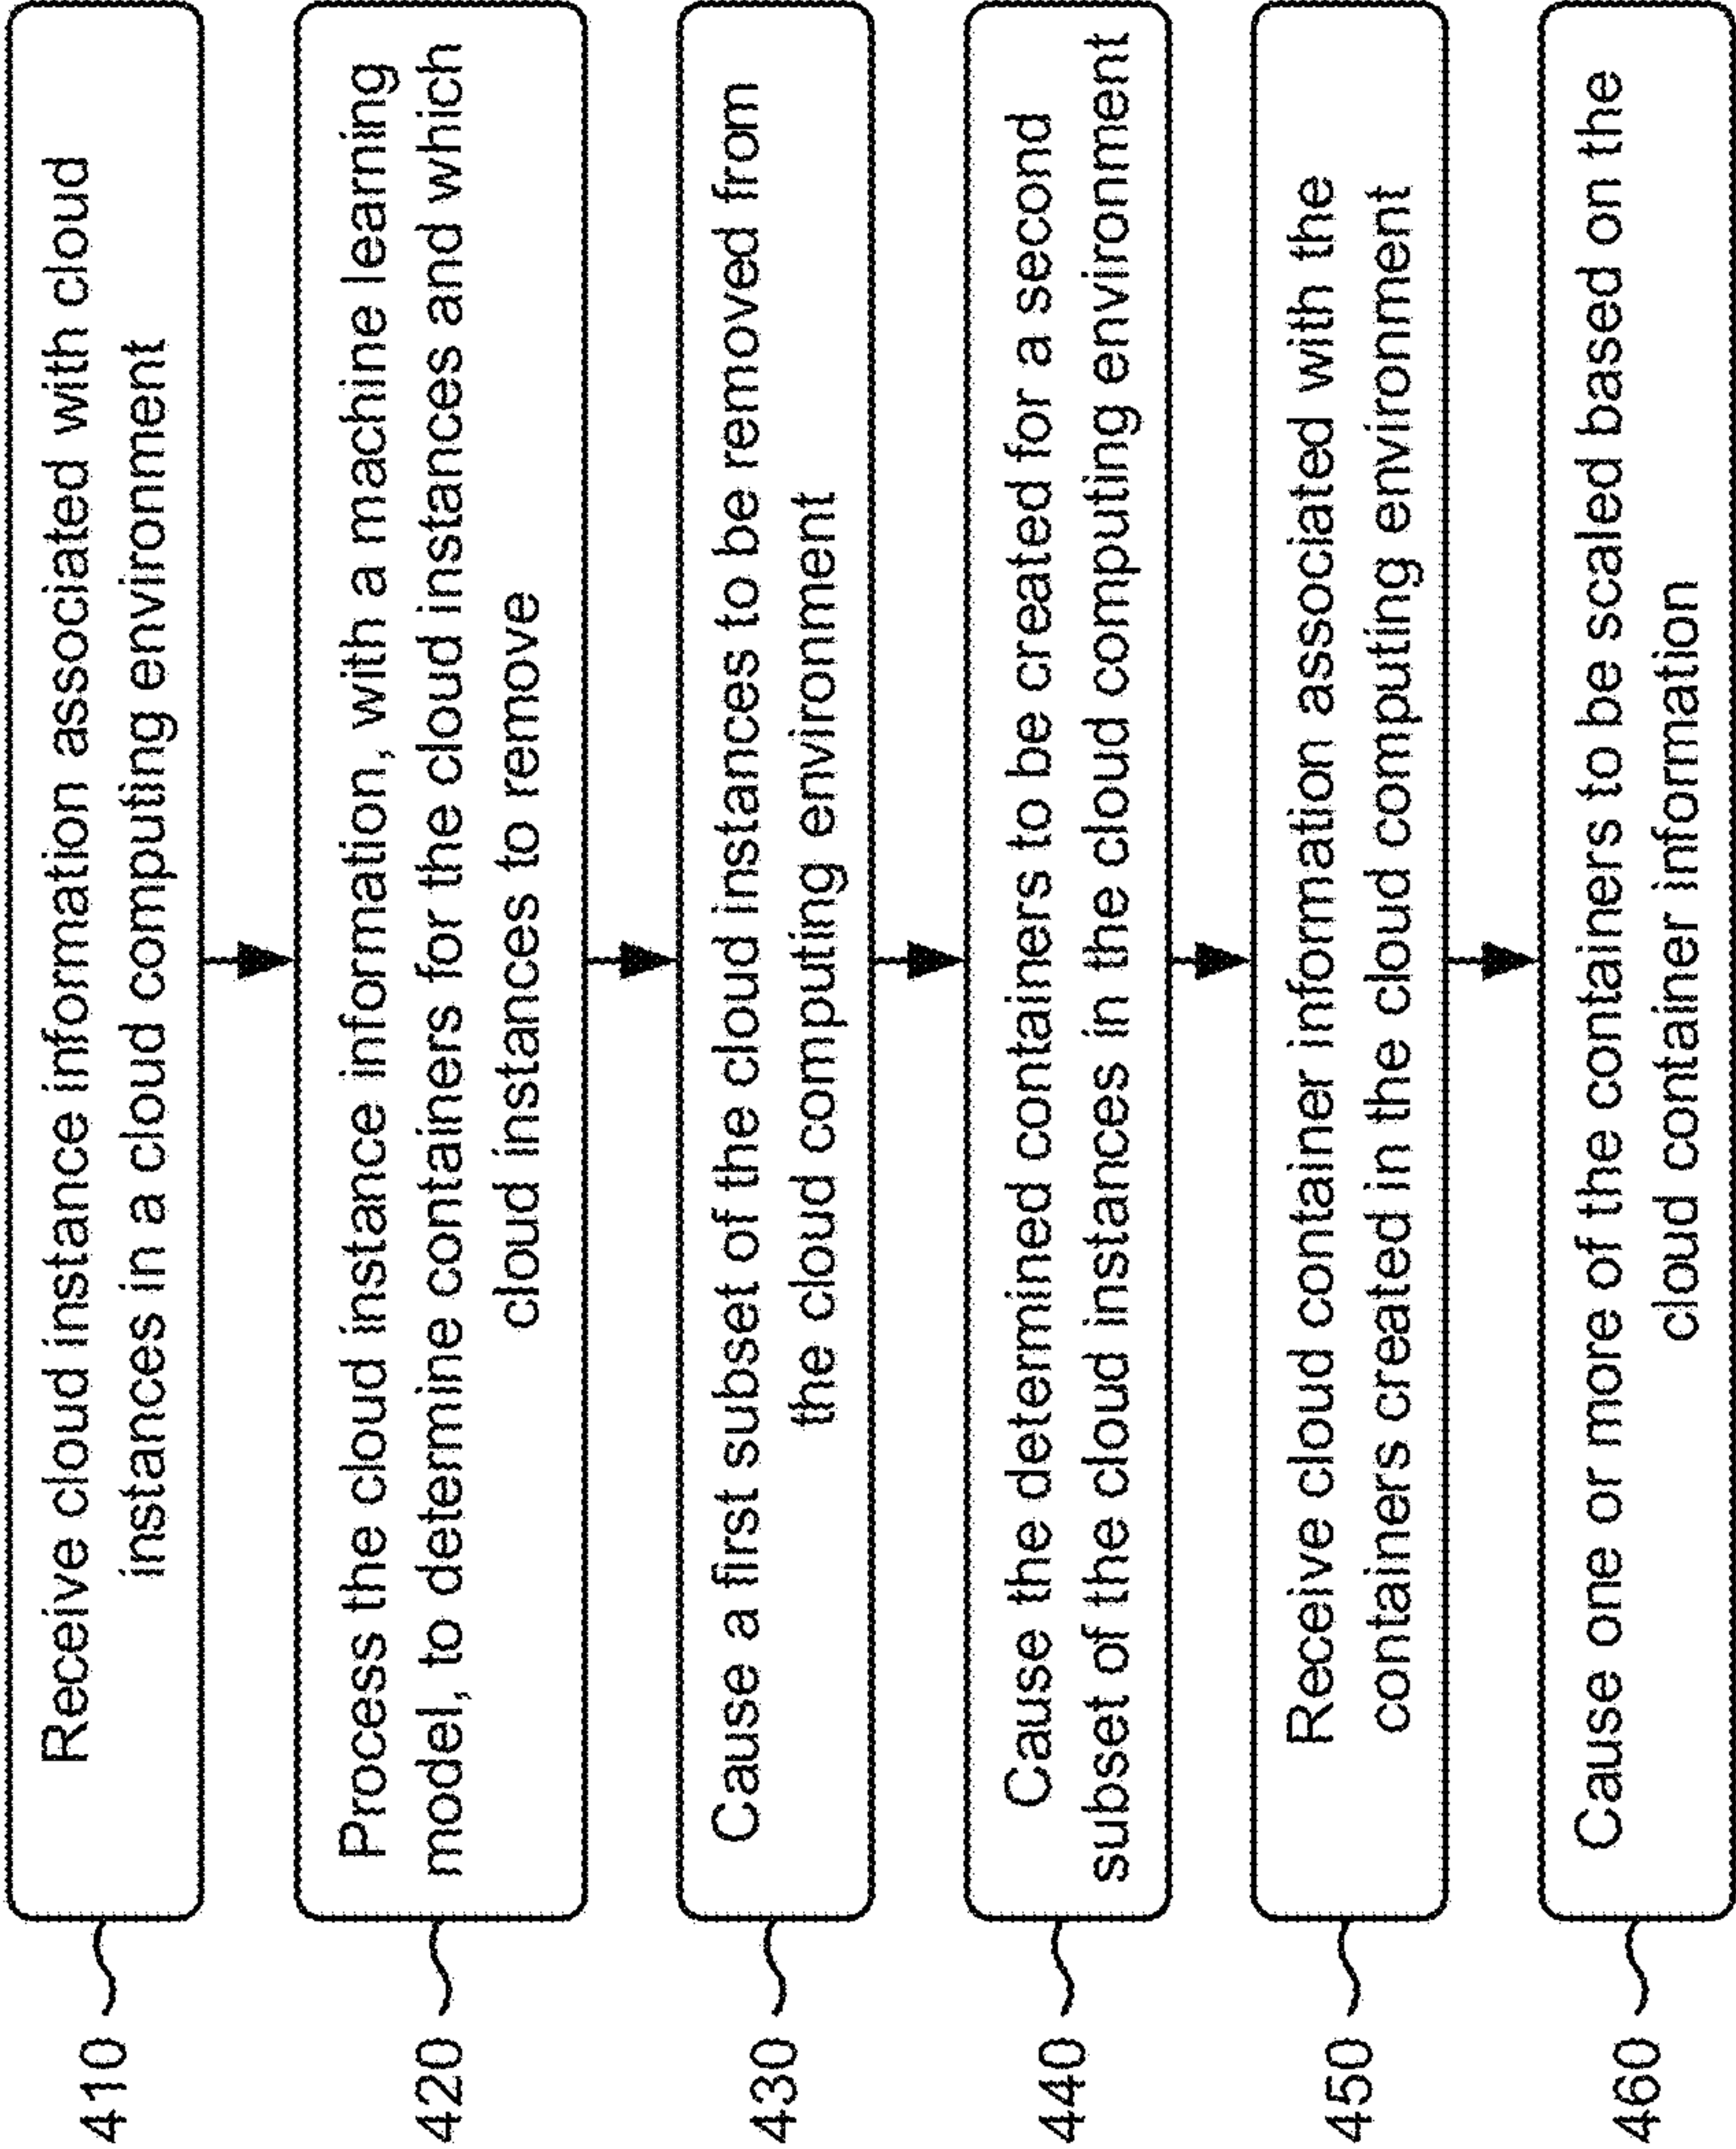 410
Receive cloud instance information associated with cloud
instances in a cloud computing environment
420
Process the cloud instance information, with a machine learning
model, to determine containers for the cloud instances and which
cloud instances to remove
430
Cause a first subset of the cloud instances to be removed from
the cloud computing environment
440
Cause the determined containers to be created for a second
subset of the cloud instances in the cloud computing environment
450
Receive cloud container information associated with the
containers created in the cloud computing environment
460
Cause one or more of the containers to be scaled based on the
cloud container information